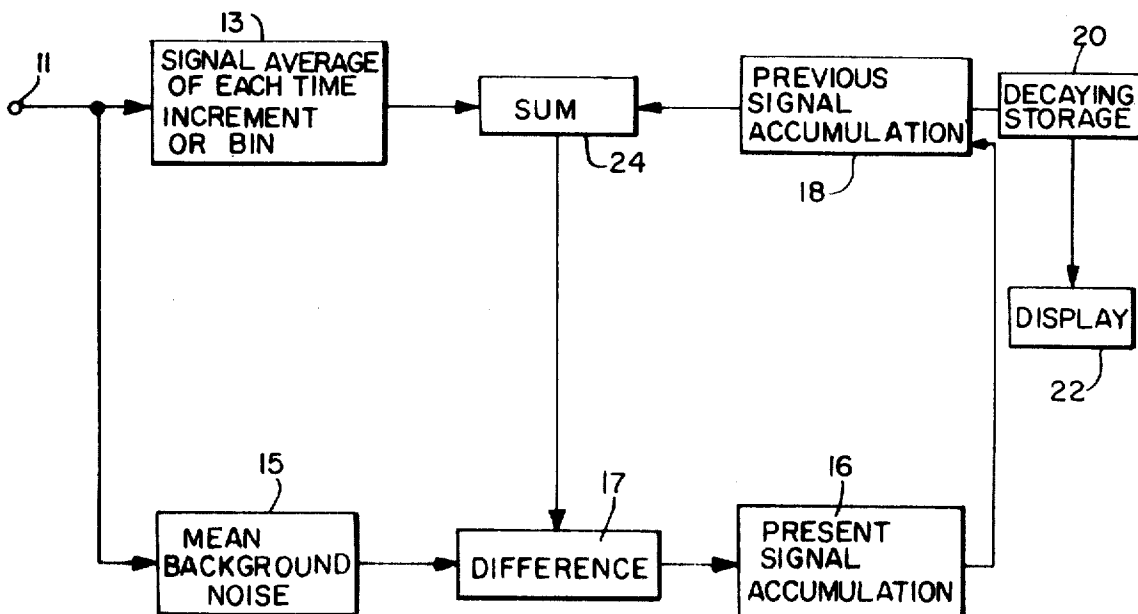 11
13
SIGNAL AVERAGE
OF EACH TIME
INCREMENT
OR BIN
SUM
24
PREVIOUS
SIGNAL
ACCUMULATION
18
20
DECAYING
STORAGE
DISPLAY
22
15
MEAN
BACKGROUND
NOISE
17
DIFFERENCE
16
PRESENT
SIGNAL
ACCUMULATION